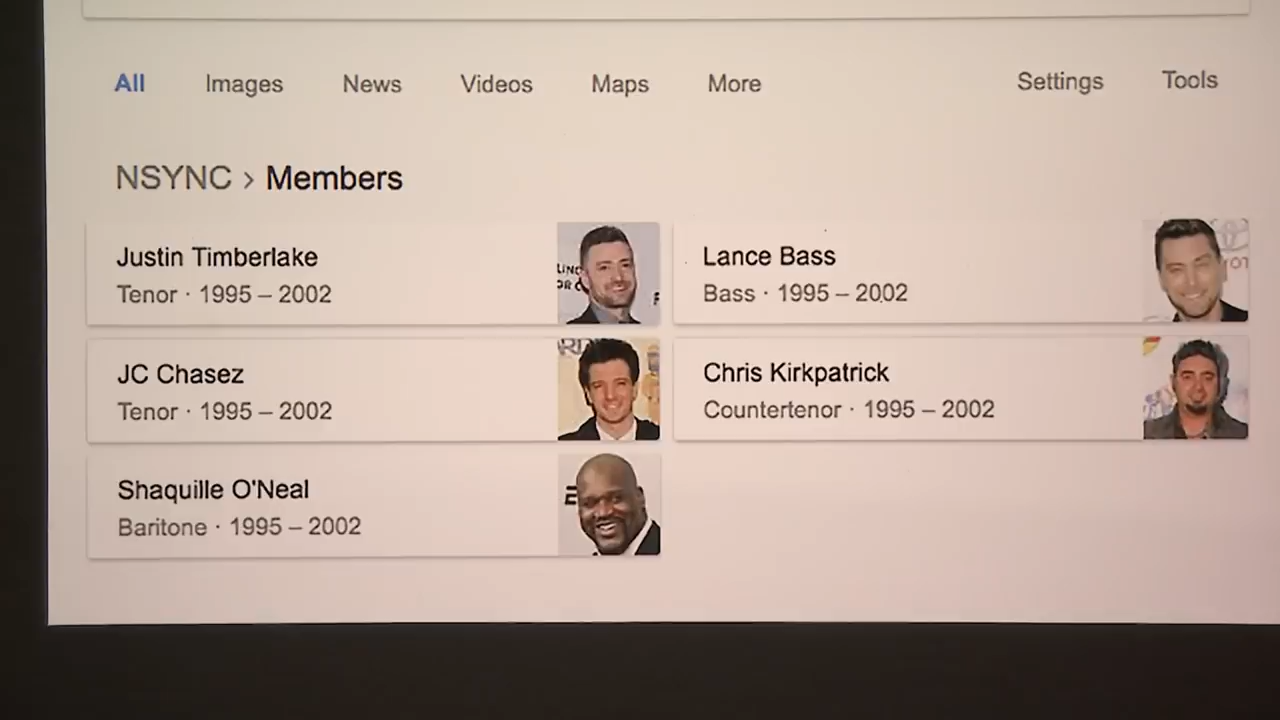 All Images News Videos Maps More Settings Tools
NSYNC › Members
Justin Timberlake
Tenor · 1995 – 2002
Lance Bass
Bass · 1995 – 2002
JC Chasez
Tenor · 1995 – 2002
Chris Kirkpatrick
Countertenor · 1995 – 2002
Shaquille O'Neal
Baritone · 1995 – 2002